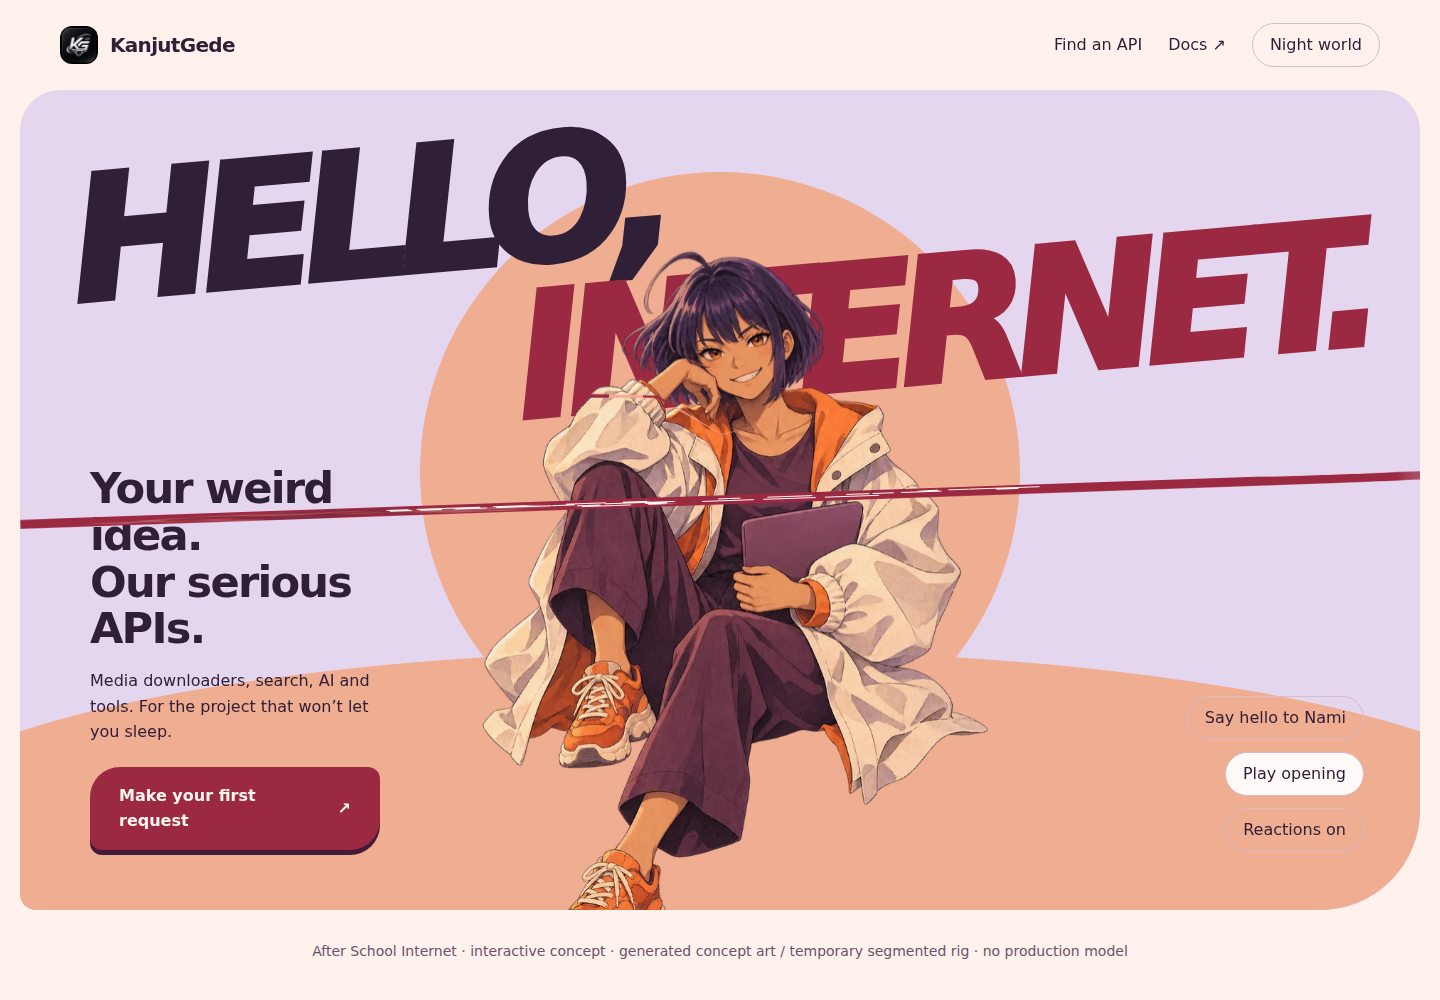 KG
KanjutGede
Find an API
Docs ↗
Night world
HELLO,
INTERNET.
Your weird
idea.
Our serious
APIs.
Media downloaders, search, AI and
tools. For the project that won’t let
you sleep.
Make your first
request ↗
Say hello to Nami
Play opening
Reactions on
After School Internet · interactive concept · generated concept art / temporary segmented rig · no production model